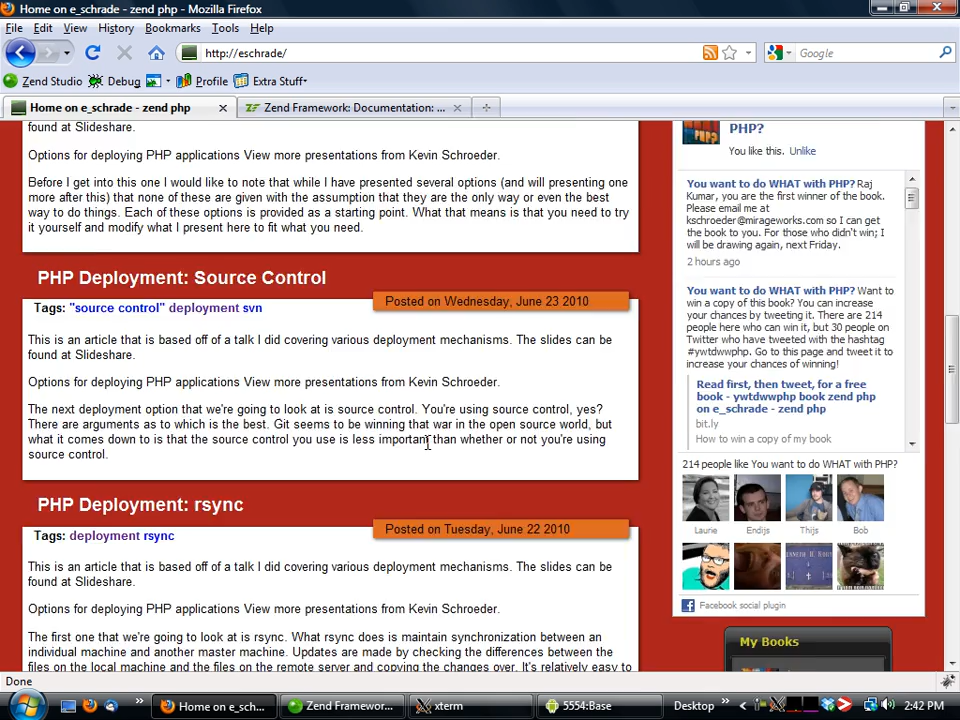 Home on e_schrade - zend php - Mozilla Firefox
File Edit View History Bookmarks Tools Help
http://eschrade/
Google
Zend Studio Debug Profile Extra Stuff*
Home on e_schrade - zend php
Zend Framework: Documentation: ...
found at Slideshare.
Options for deploying PHP applications View more presentations from Kevin Schroeder.
Before I get into this one I would like to note that while I have presented several options (and will presenting one
more after this) that none of these are given with the assumption that they are the only way or even the best
way to do things. Each of these options is provided as a starting point. What that means is that you need to try
it yourself and modify what I present here to fit what you need.
PHP Deployment: Source Control
Tags: "source control" deployment svn
Posted on Wednesday, June 23 2010
This is an article that is based off of a talk I did covering various deployment mechanisms. The slides can be
found at Slideshare.
Options for deploying PHP applications View more presentations from Kevin Schroeder.
The next deployment option that we're going to look at is source control. You're using source control, yes?
There are arguments as to which is the best. Git seems to be winning that war in the open source world, but
what it comes down to is that the source control you use is less important than whether or not you're using
source control.
PHP Deployment: rsync
Tags: deployment rsync
Posted on Tuesday, June 22 2010
This is an article that is based off of a talk I did covering various deployment mechanisms. The slides can be
found at Slideshare.
Options for deploying PHP applications View more presentations from Kevin Schroeder.
The first one that we're going to look at is rsync. What rsync does is maintain synchronization between an
individual machine and another master machine. Updates are made by checking the differences between the
files on the local machine and the files on the remote server and copying the changes over. It's relatively easy to
PHP?
You like this. Unlike
You want to do WHAT with PHP? Raj
Kumar, you are the first winner of the book.
Please email me at
kschroeder@mirageworks.com so I can get
the book to you. For those who didn't win; I
will be drawing again, next Friday.
2 hours ago
You want to do WHAT with PHP? Want to
win a copy of this book? You can increase
your chances by tweeting it. There are 214
people here who can win it, but 30 people on
Twitter who have tweeted with the hashtag
#ywtdwwphp. Go to this page and tweet it to
increase your chances of winning!
Read first, then tweet, for a free
book - ywtdwwphp book - ywtdwwphp
on e_schrade - zend php
bit.ly
How to win a copy of my book
214 people like You want to do WHAT with PHP?
Laurie Endijs Thijs Bob
Facebook social plugin
My Books
Done
Home on e_sch...
Zend Framewor...
xterm
5554:Base
Desktop
2:42 PM